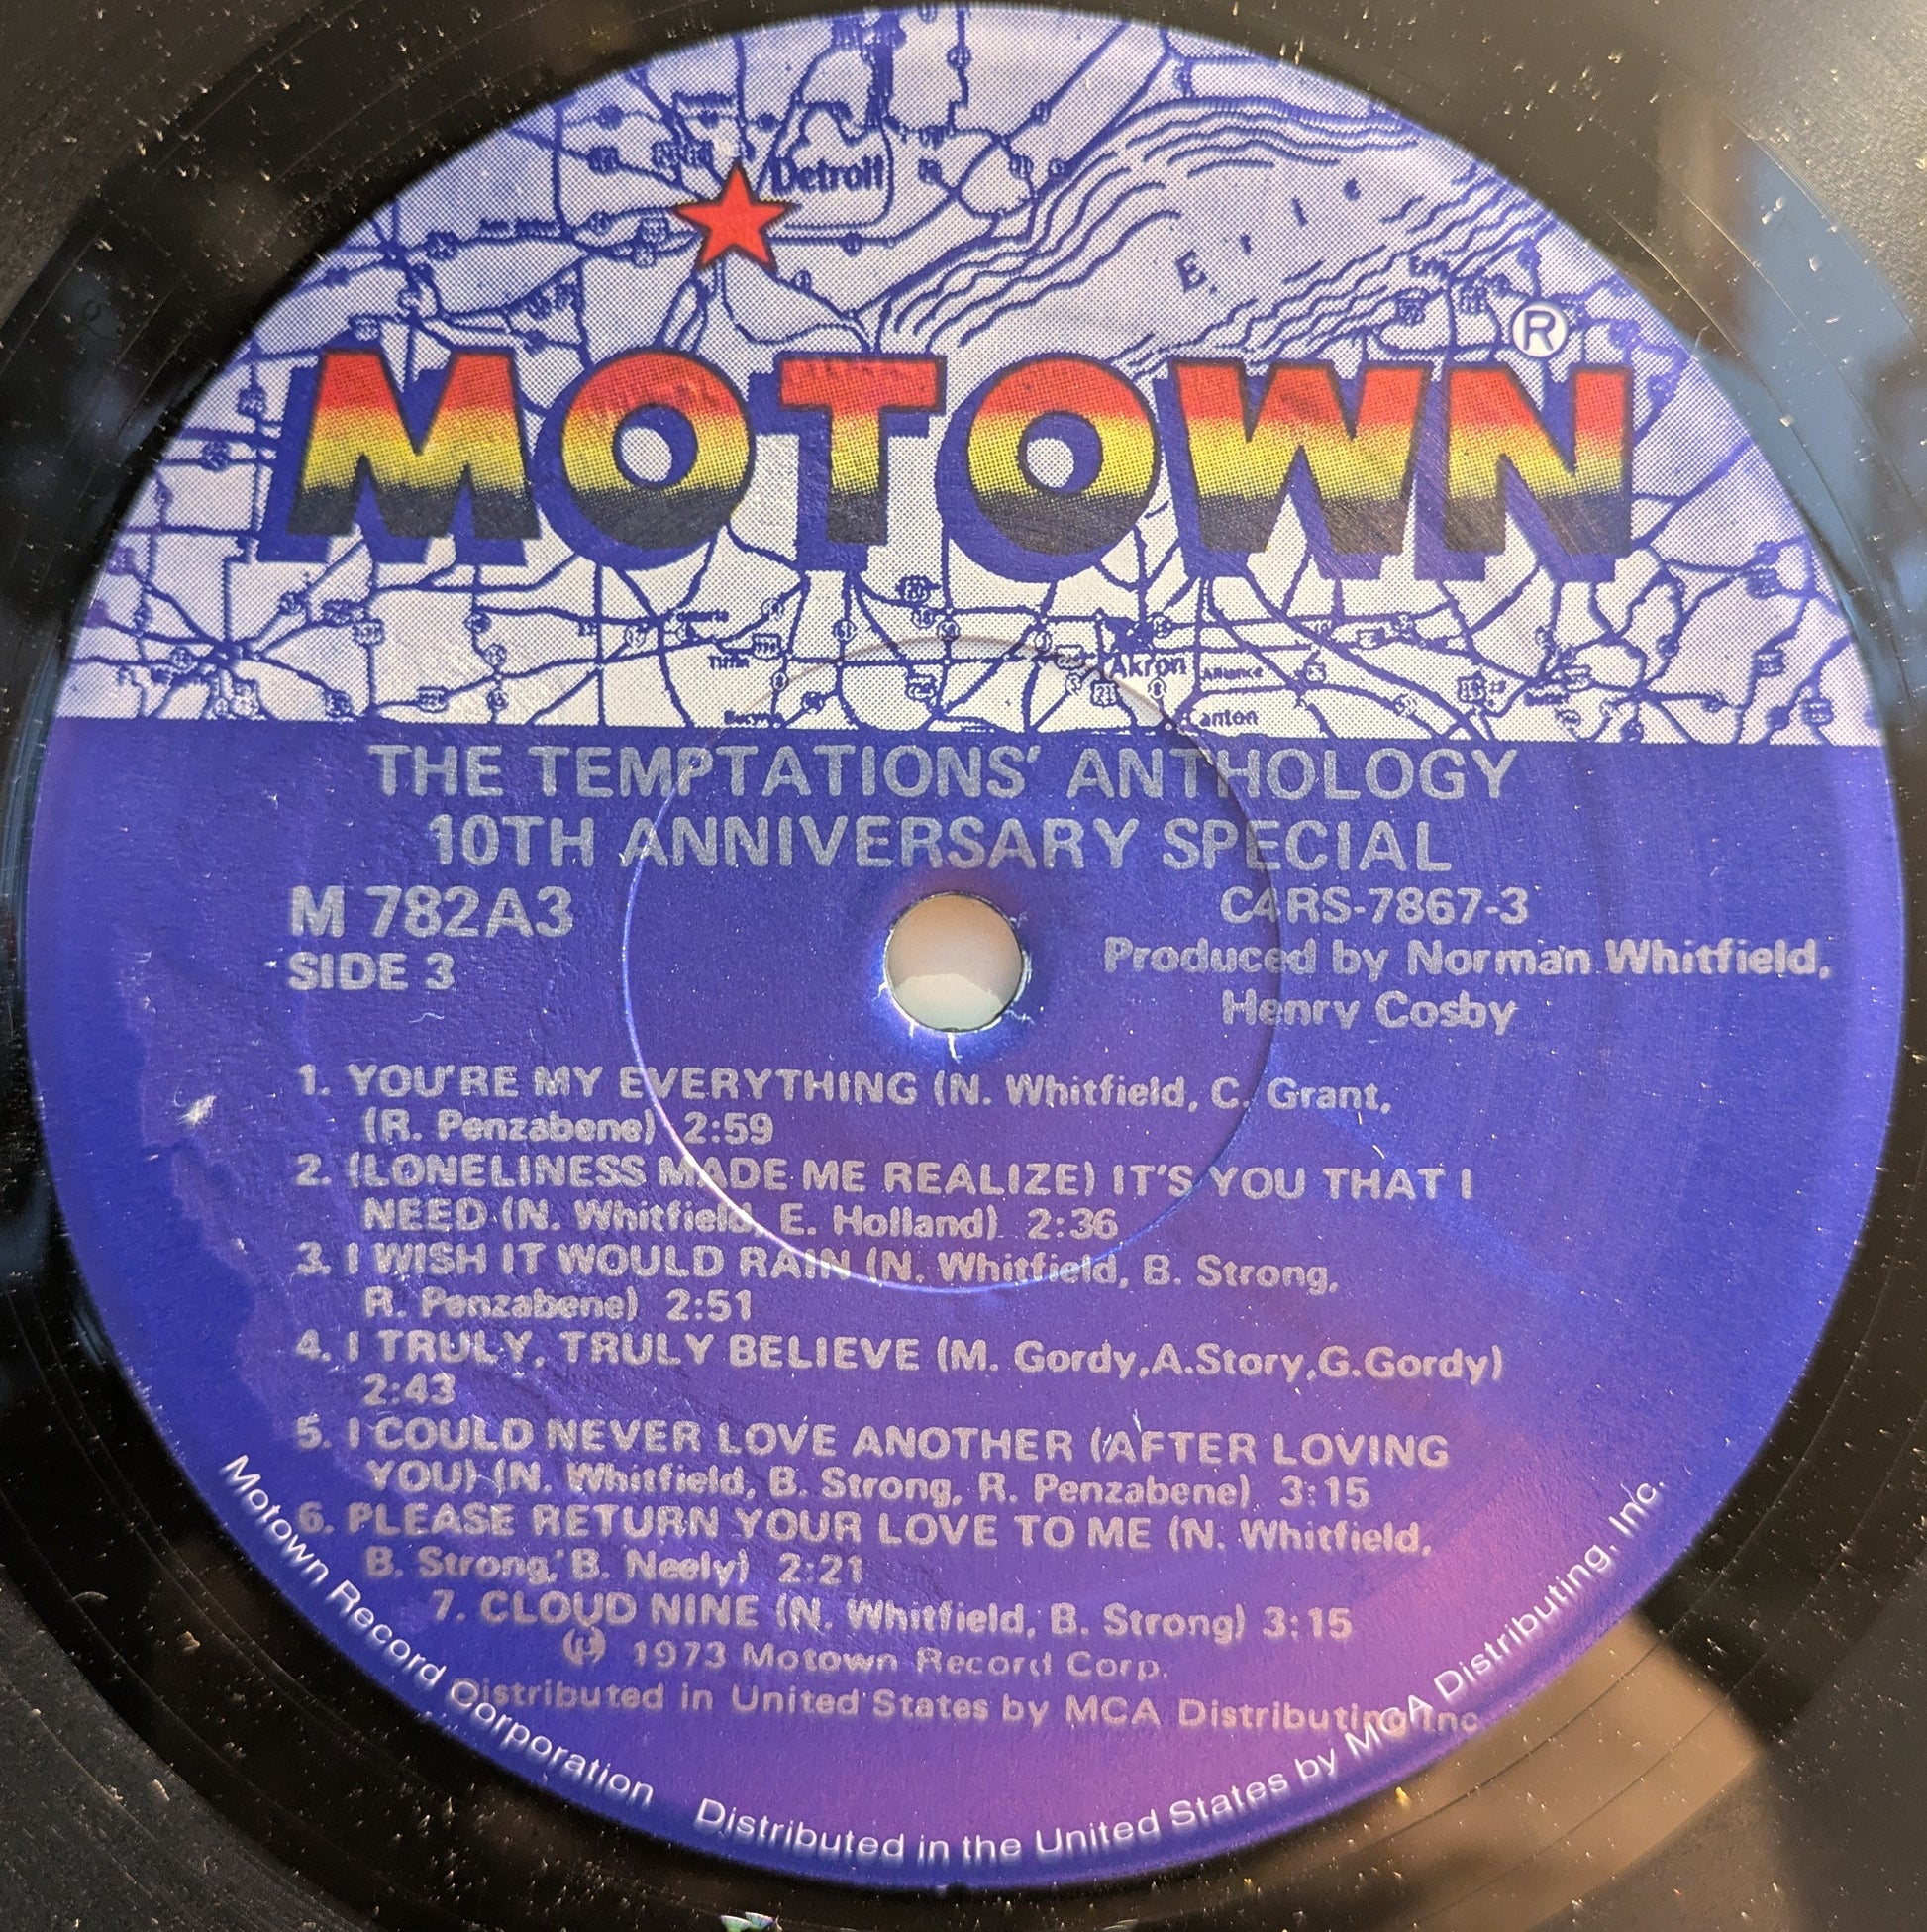 Detroit
E R I E
Erie
®
MOTOWN
Tiffin
Akron
Alliance
Canton
THE TEMPTATIONS' ANTHOLOGY
10TH ANNIVERSARY SPECIAL
M 782A3
C4RS-7867-3
SIDE 3
Produced by Norman Whitfield,
Henry Cosby
1. YOU'RE MY EVERYTHING (N. Whitfield, C. Grant,
(R. Penzabene) 2:59
2. (LONELINESS MADE ME REALIZE) IT'S YOU THAT I
NEED (N. Whitfield, E. Holland) 2:36
3. I WISH IT WOULD RAIN (N. Whitfield, B. Strong,
R. Penzabene) 2:51
4. I TRULY, TRULY BELIEVE (M. Gordy,A.Story,G.Gordy)
2:43
5. I COULD NEVER LOVE ANOTHER (AFTER LOVING
YOU) (N. Whitfield, B. Strong, R. Penzabene) 3:15
6. PLEASE RETURN YOUR LOVE TO ME (N. Whitfield,
B. Strong, B. Neely) 2:21
7. CLOUD NINE (N. Whitfield, B. Strong) 3:15
℗ 1973 Motown Record Corp.
Distributed in United States by MCA Distributing Inc.
Motown Record Corporation Distributed in the United States by MCA Distributing, Inc.